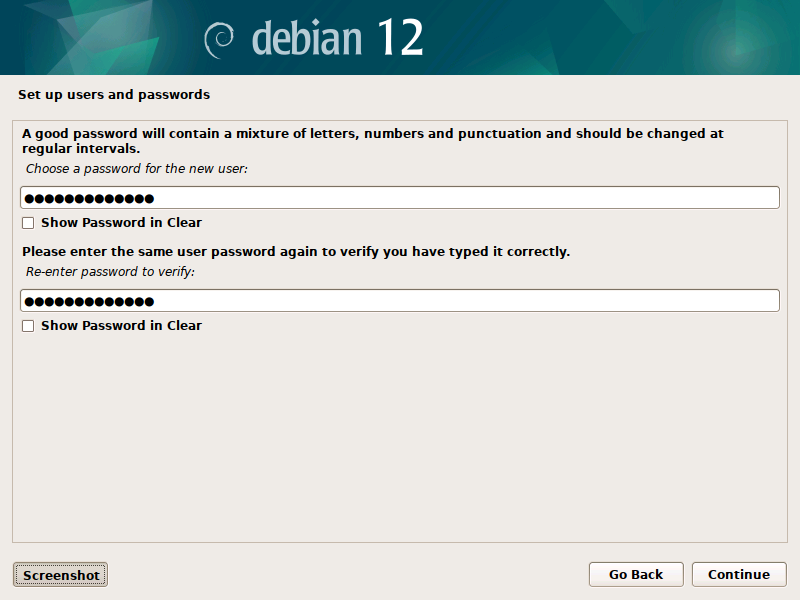 debian 12
Set up users and passwords
A good password will contain a mixture of letters, numbers and punctuation and should be changed at
regular intervals.
Choose a password for the new user:
●●●●●●●●●●●●●
Show Password in Clear
Please enter the same user password again to verify you have typed it correctly.
Re-enter password to verify:
●●●●●●●●●●●●●
Show Password in Clear
Screenshot
Go Back
Continue